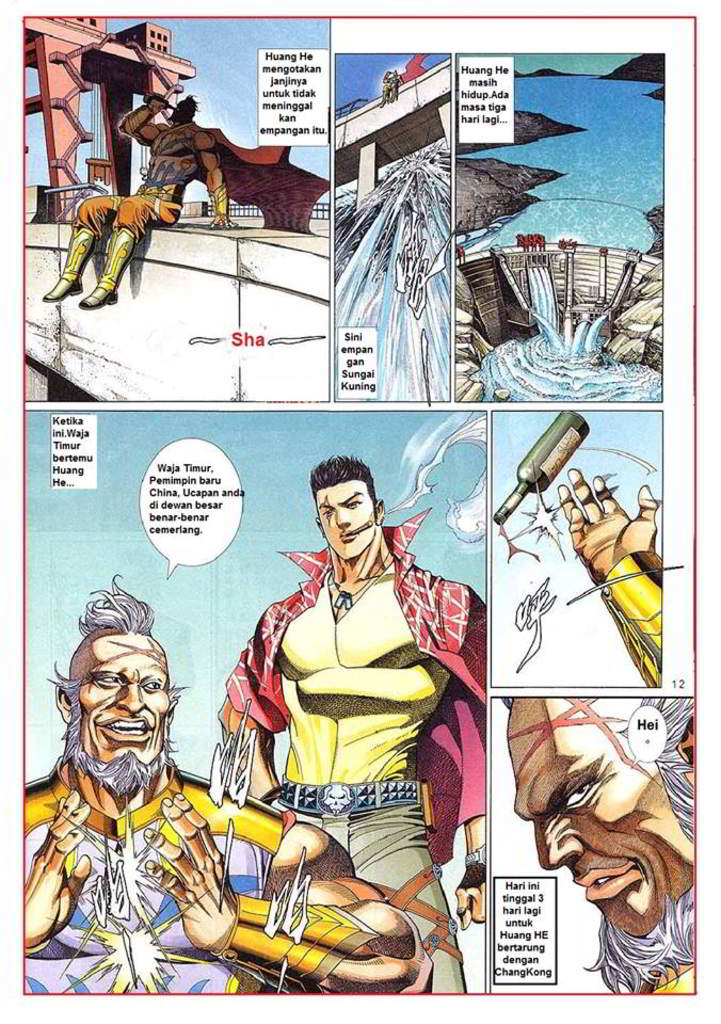 Huang He
mengotakan
janjinya
untuk tidak
meninggal
kan
empangan itu.
Huang He
masih
hidup.Ada
masa tiga
hari lagi...
Sha
Sini
empan
gan
Sungai
Kuning
Ketika
ini.Waja
Timur
bertemu
Huang
He...
Waja Timur,
Pemimpin baru
China, Ucapan anda
di dewan besar
benar-benar
cemerlang.
12
Hei
Hari ini
tinggal 3
hari lagi
untuk
Huang HE
bertarung
dengan
ChangKong